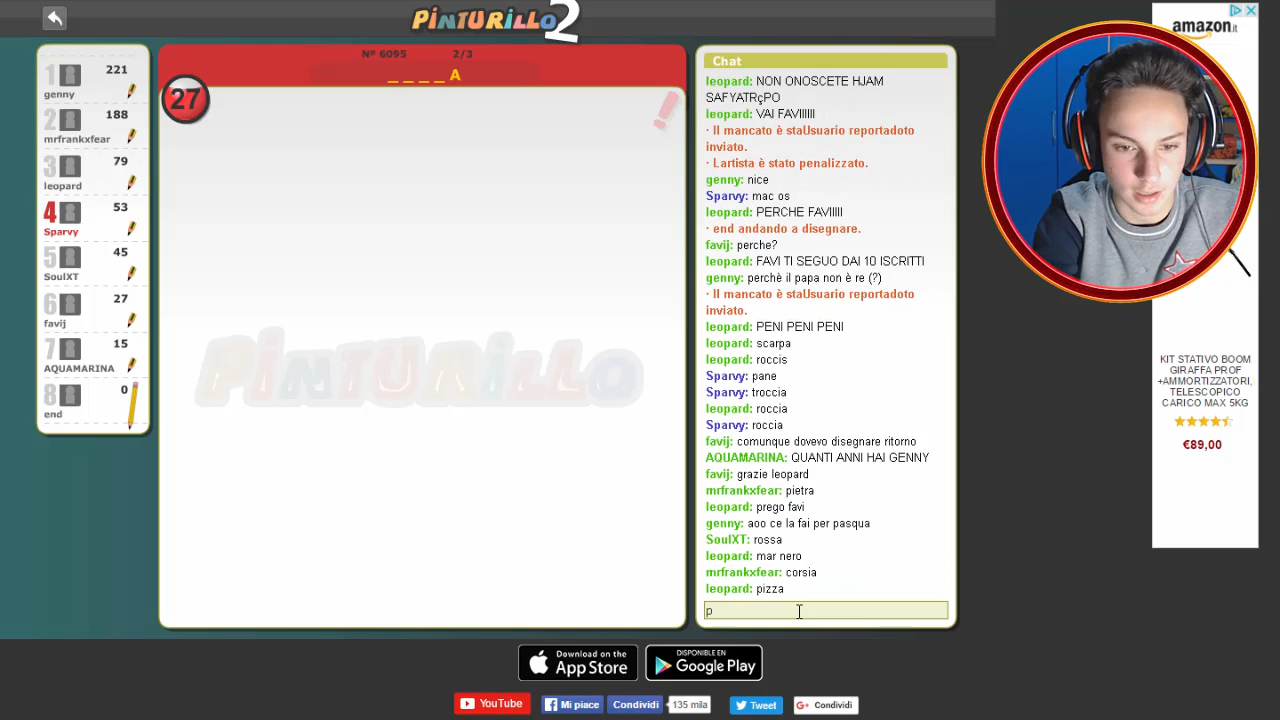 PiNTURiLLO 2
Nº 6095 2/3
_ _ _ _ A
27
1 221
genny
2 188
mrfrankxfear
3 79
leopard
4 53
Sparvy
5 45
SoulXT
6 27
favij
7 15
AQUAMARINA
8 0
end
PiNTURiLLO
Chat
leopard: NON ONOSCETE HJAM
SAFYATRçPO
leopard: VAI FAVIIIIII
· Il mancato è staUsuario reportadoto
inviato.
· Lartista è stato penalizzato.
genny: nice
Sparvy: mac os
leopard: PERCHE FAVIIIII
· end andando a disegnare.
favij: perche?
leopard: FAVI TI SEGUO DAI 10 ISCRITTI
genny: perchè il papa non è re (?)
· Il mancato è staUsuario reportadoto
inviato.
leopard: PENI PENI PENI
leopard: scarpa
leopard: roccis
Sparvy: pane
Sparvy: troccia
leopard: roccia
Sparvy: roccia
favij: comunque dovevo disegnare ritorno
AQUAMARINA: QUANTI ANNI HAI GENNY
favij: grazie leopard
mrfrankxfear: pietra
leopard: prego favi
genny: aoo ce la fai per pasqua
SoulXT: rossa
leopard: mar nero
mrfrankxfear: corsia
leopard: pizza
p
amazon.it
KIT STATIVO BOOM
GIRAFFA PROF
+AMMORTIZZATORI,
TELESCOPICO
CARICO MAX 5KG
€89,00
Download on the
App Store
DISPONIBLE EN
Google Play
YouTube
Mi piace
Condividi
135 mila
Tweet
Condividi